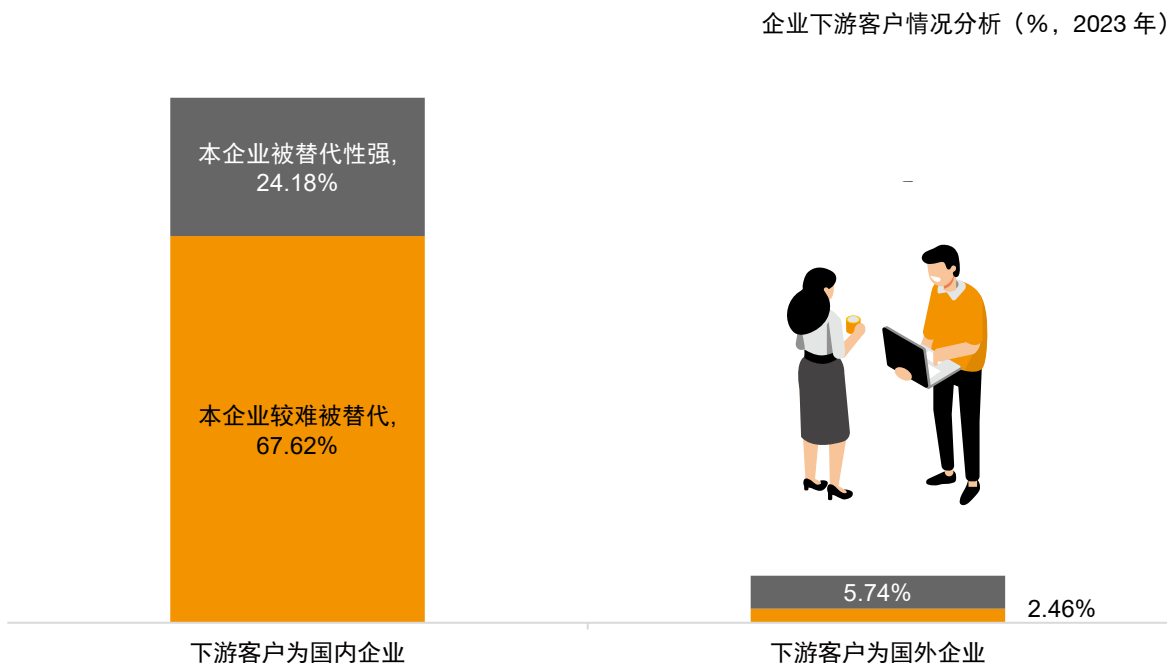 企业下游客户情况分析（%，2023 年）
本企业被替代性强,
24.18%
本企业较难被替代,
67.62%
5.74%
2.46%
下游客户为国内企业
下游客户为国外企业